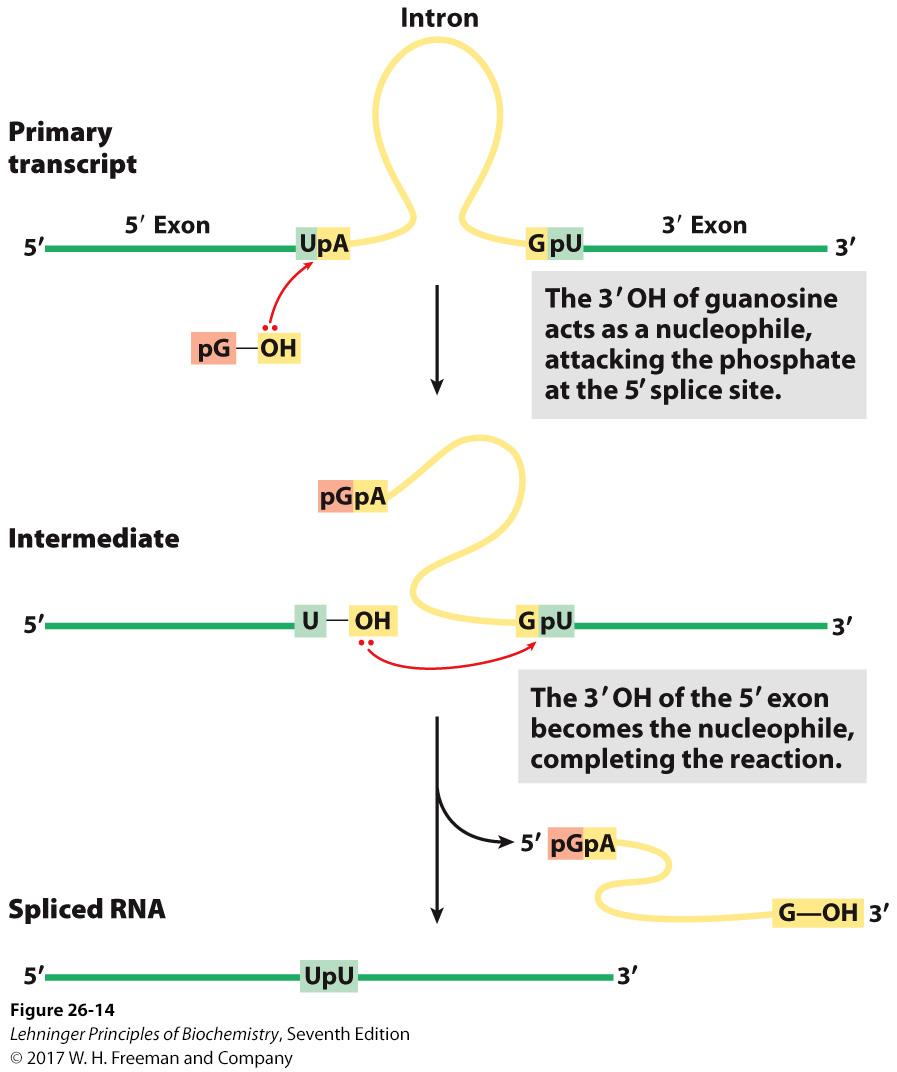 Intron
Primary
transcript
5′ Exon
3′ Exon
5′
UpA
GpU
3′
pG—OH
The 3′ OH of guanosine
acts as a nucleophile,
attacking the phosphate
at the 5′ splice site.
pGpA
Intermediate
5′
U—OH
GpU
3′
The 3′ OH of the 5′ exon
becomes the nucleophile,
completing the reaction.
5′ pGpA
Spliced RNA
G—OH 3′
5′
UpU
3′
Figure 26-14
Lehninger Principles of Biochemistry, Seventh Edition
© 2017 W. H. Freeman and Company